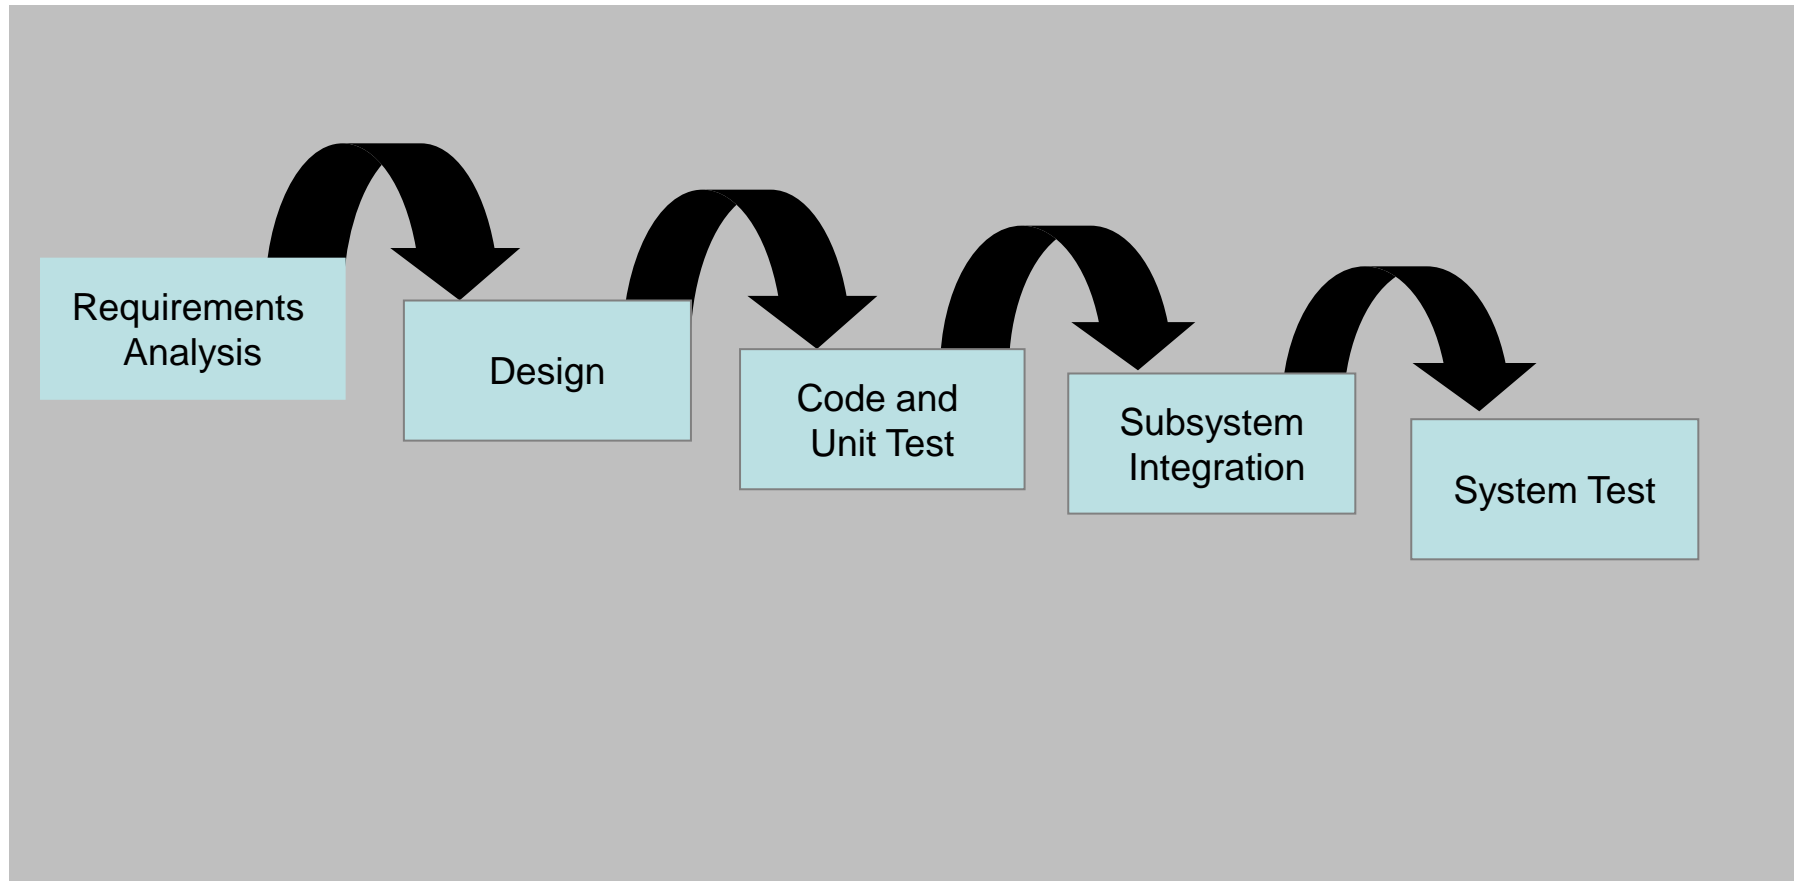 Requirements
Analysis
Design
Code and
Unit Test
Subsystem
Integration
System Test